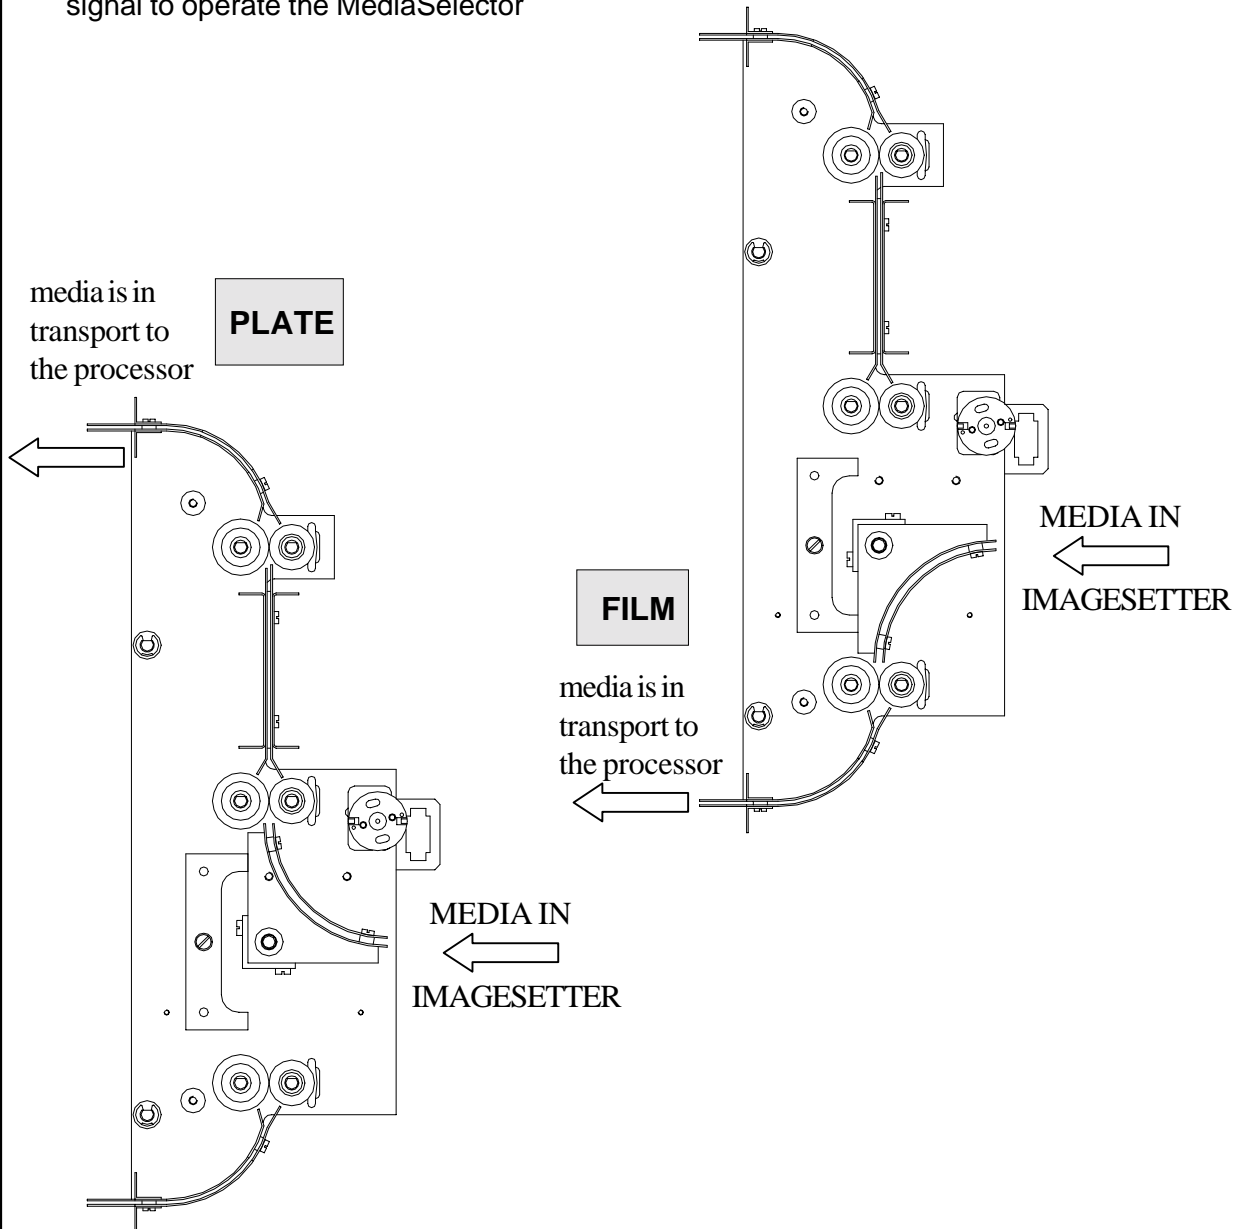 signal to operate the MediaSelector
media is in
transport to
the processor
PLATE
MEDIA IN
IMAGESETTER
FILM
media is in
transport to
the processor
MEDIA IN
IMAGESETTER